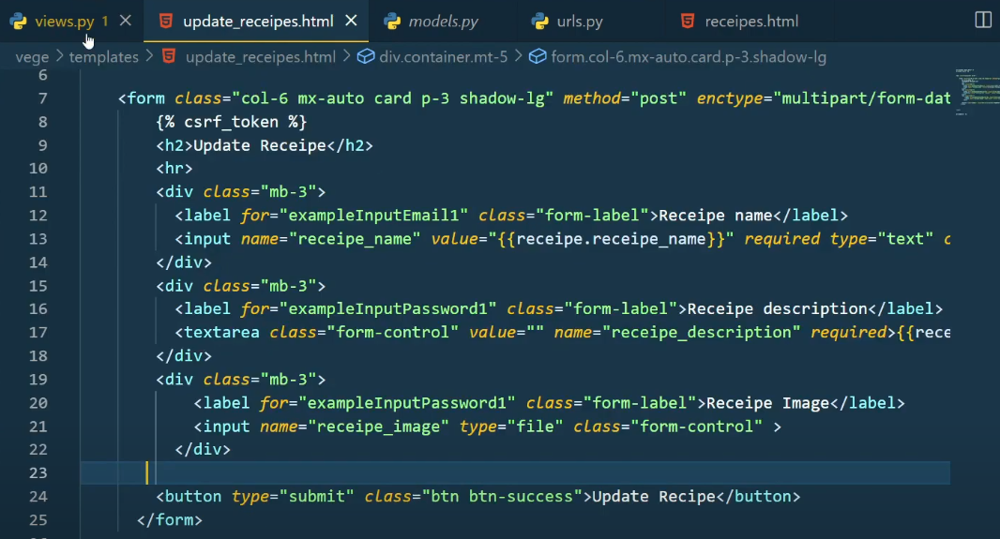 views.py 1 update_receipes.html models.py urls.py receipes.html
vege > templates > update_receipes.html > div.container.mt-5 > form.col-6.mx-auto.card.p-3.shadow-lg
6
7 <form class="col-6 mx-auto card p-3 shadow-lg" method="post" enctype="multipart/form-dat
8 {% csrf_token %}
9 <h2>Update Receipe</h2>
10 <hr>
11 <div class="mb-3">
12 <label for="exampleInputEmail1" class="form-label">Receipe name</label>
13 <input name="receipe_name" value="{{receipe.receipe_name}}" required type="text" c
14 </div>
15 <div class="mb-3">
16 <label for="exampleInputPassword1" class="form-label">Receipe description</label>
17 <textarea class="form-control" value="" name="receipe_description" required>{{rece
18 </div>
19 <div class="mb-3">
20 <label for="exampleInputPassword1" class="form-label">Receipe Image</label>
21 <input name="receipe_image" type="file" class="form-control" >
22 </div>
23
24 <button type="submit" class="btn btn-success">Update Recipe</button>
25 </form>